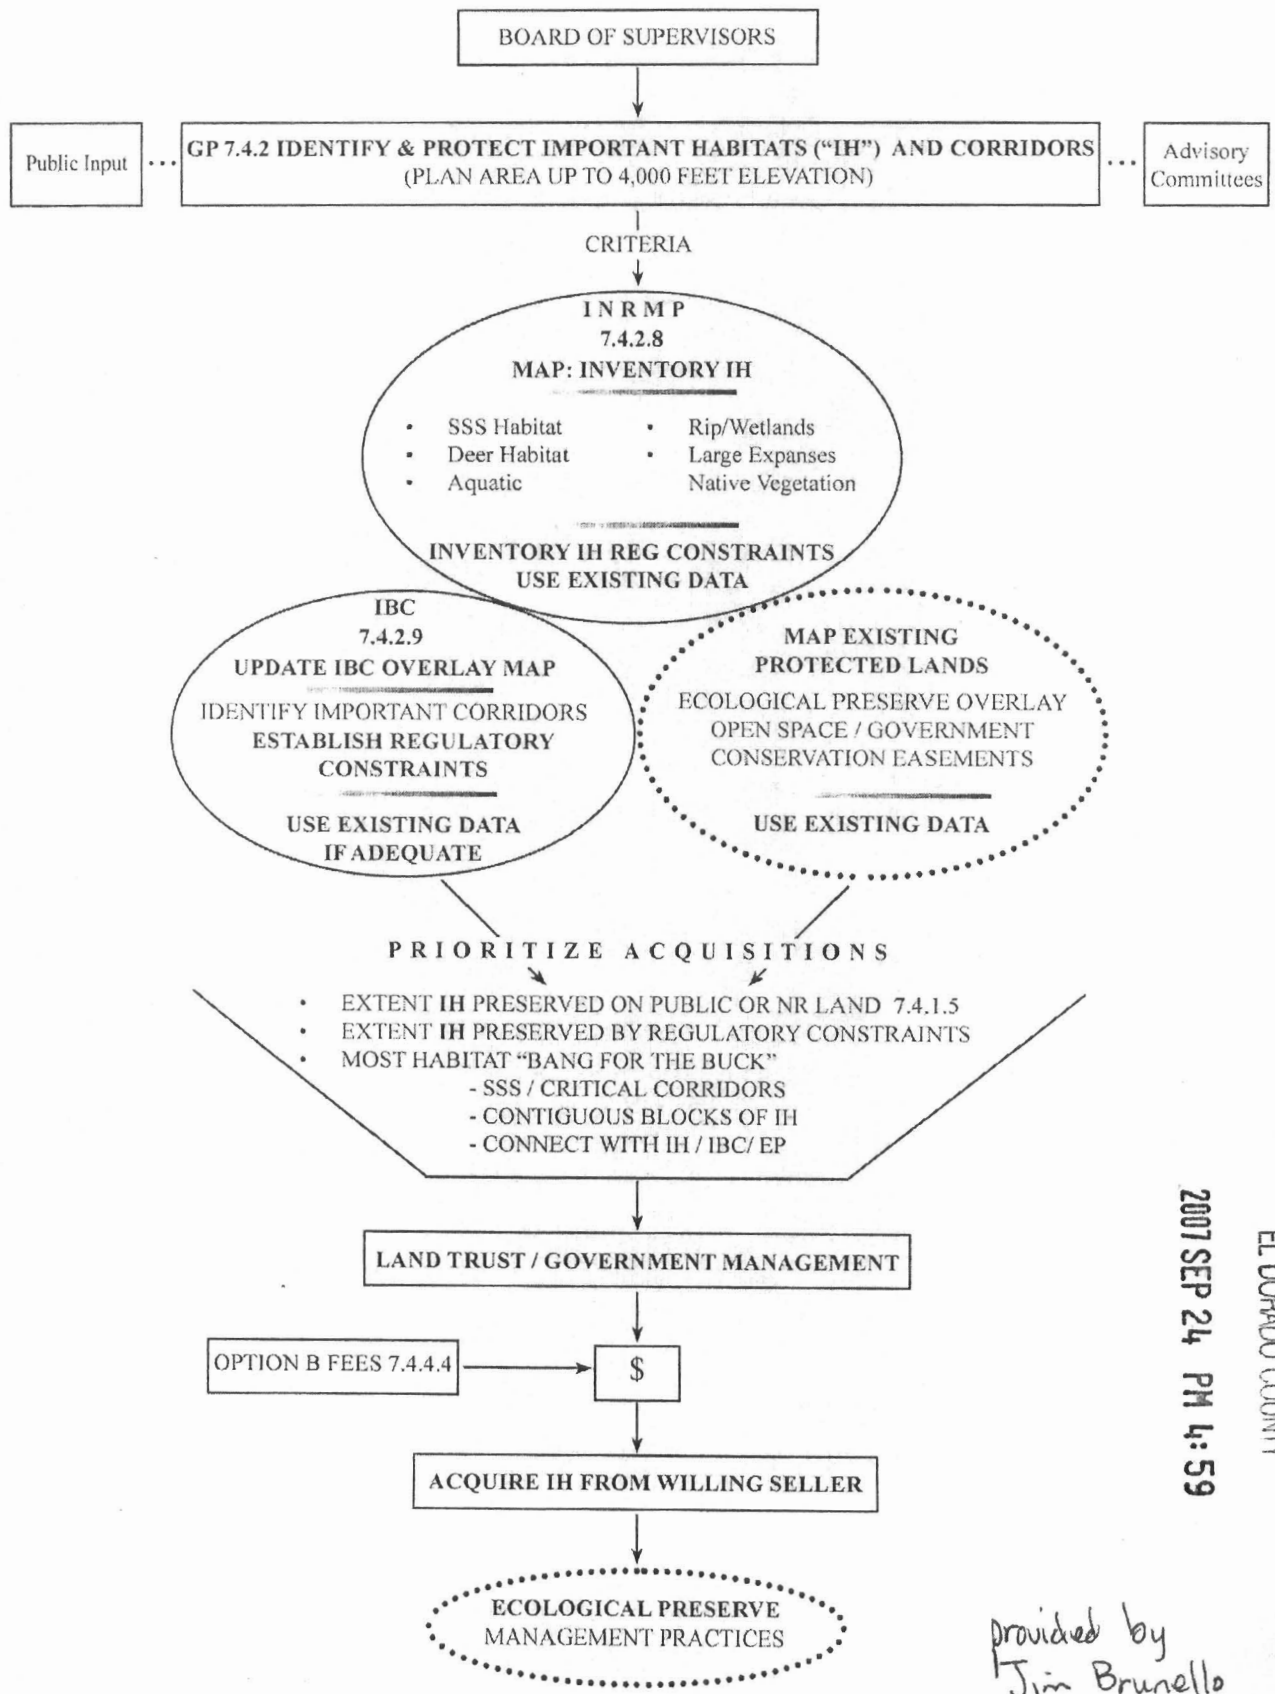 BOARD OF SUPERVISORS
Public Input
GP 7.4.2 IDENTIFY & PROTECT IMPORTANT HABITATS (“IH”) AND CORRIDORS
(PLAN AREA UP TO 4,000 FEET ELEVATION)
Advisory
Committees
CRITERIA
I N R M P
7.4.2.8
MAP: INVENTORY IH
• SSS Habitat
• Deer Habitat
• Aquatic
• Rip/Wetlands
• Large Expanses
Native Vegetation
INVENTORY IH REG CONSTRAINTS
USE EXISTING DATA
IBC
7.4.2.9
UPDATE IBC OVERLAY MAP
IDENTIFY IMPORTANT CORRIDORS
ESTABLISH REGULATORY
CONSTRAINTS
USE EXISTING DATA
IF ADEQUATE
MAP EXISTING
PROTECTED LANDS
ECOLOGICAL PRESERVE OVERLAY
OPEN SPACE / GOVERNMENT
CONSERVATION EASEMENTS
USE EXISTING DATA
PRIORITIZE ACQUISITIONS
• EXTENT IH PRESERVED ON PUBLIC OR NR LAND 7.4.1.5
• EXTENT IH PRESERVED BY REGULATORY CONSTRAINTS
• MOST HABITAT “BANG FOR THE BUCK”
- SSS / CRITICAL CORRIDORS
- CONTIGUOUS BLOCKS OF IH
- CONNECT WITH IH / IBC/ EP
LAND TRUST / GOVERNMENT MANAGEMENT
OPTION B FEES 7.4.4.4
$
ACQUIRE IH FROM WILLING SELLER
ECOLOGICAL PRESERVE
MANAGEMENT PRACTICES
EL DORADO COUNTY
2007 SEP 24 PM 4:59
provided by
Jim Brunello